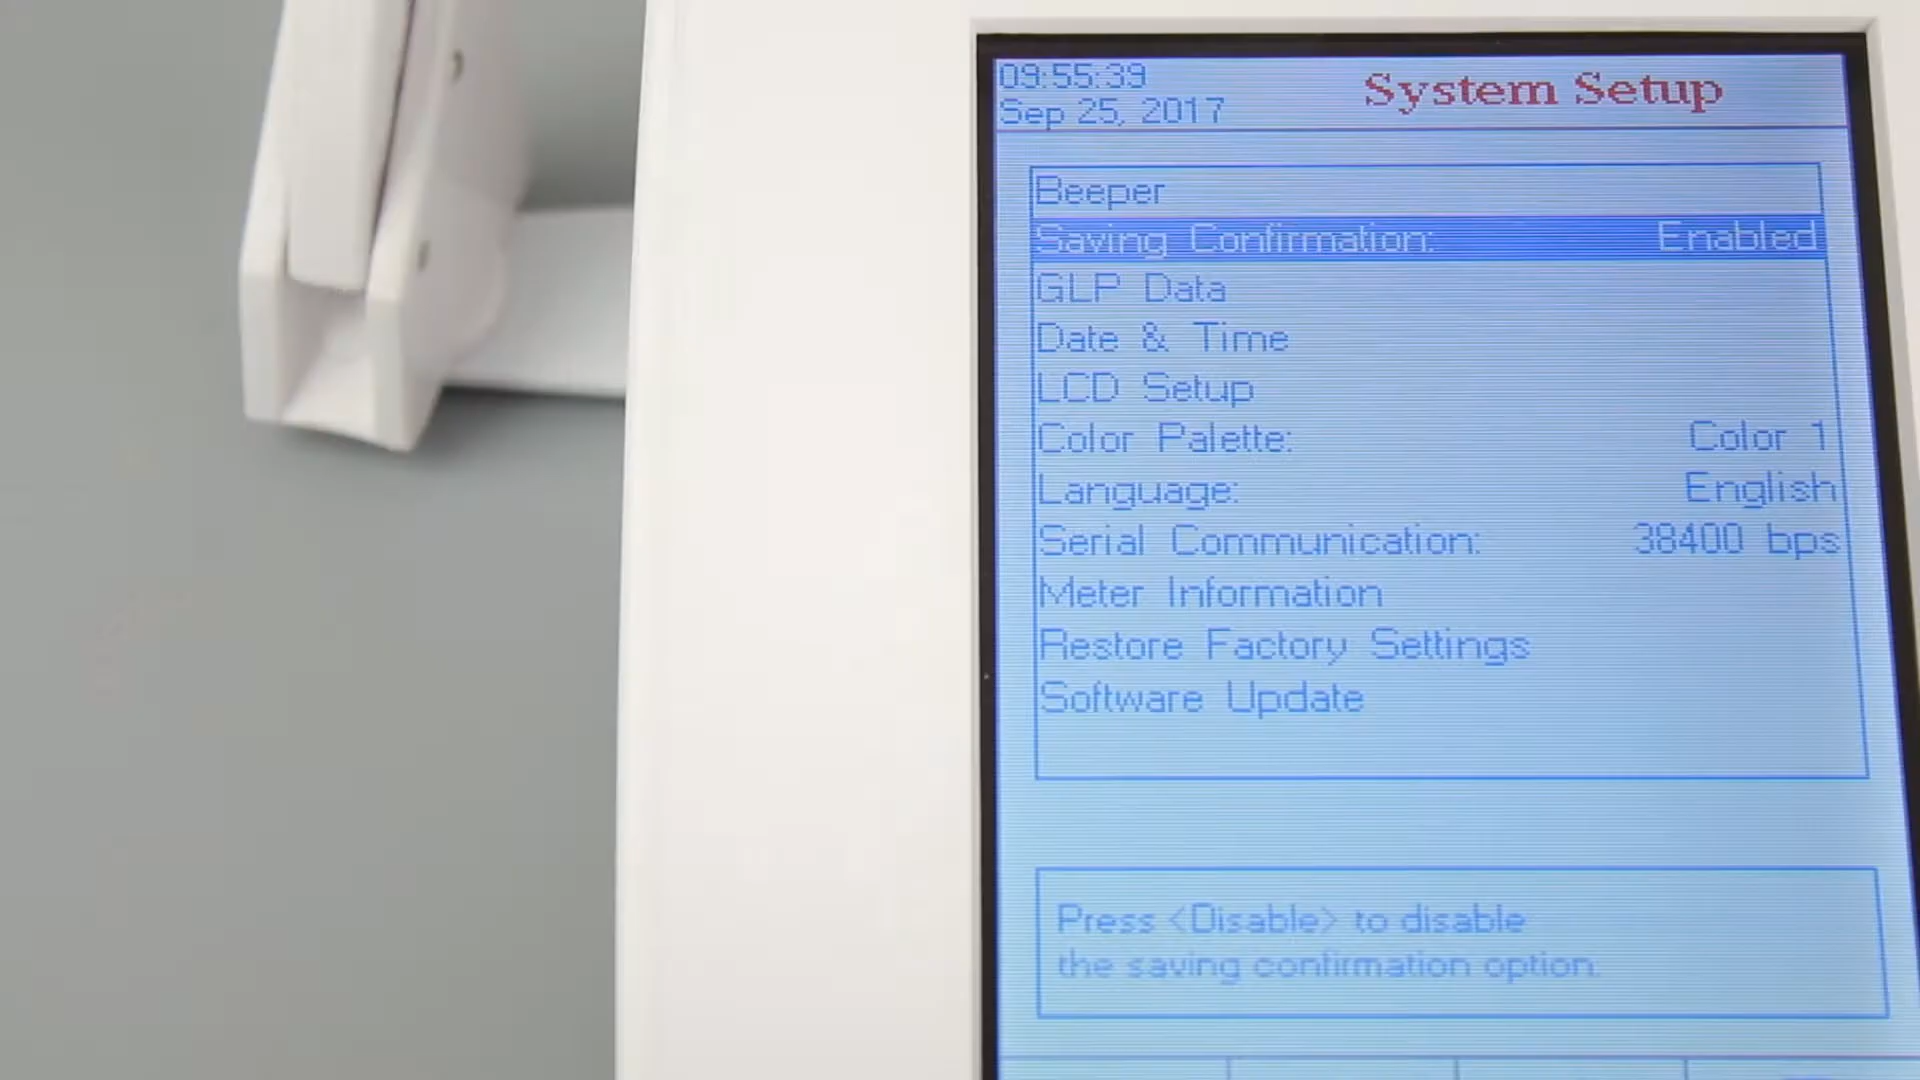 09:55:39
System Setup
Sep 25, 2017
Beeper
Saving Confirmation: Enabled
GLP Data
Date & Time
LCD Setup
Color Palette: Color 1
Language: English
Serial Communication: 38400 bps
Meter Information
Restore Factory Settings
Software Update
Press <Disable> to disable
the saving confirmation option.